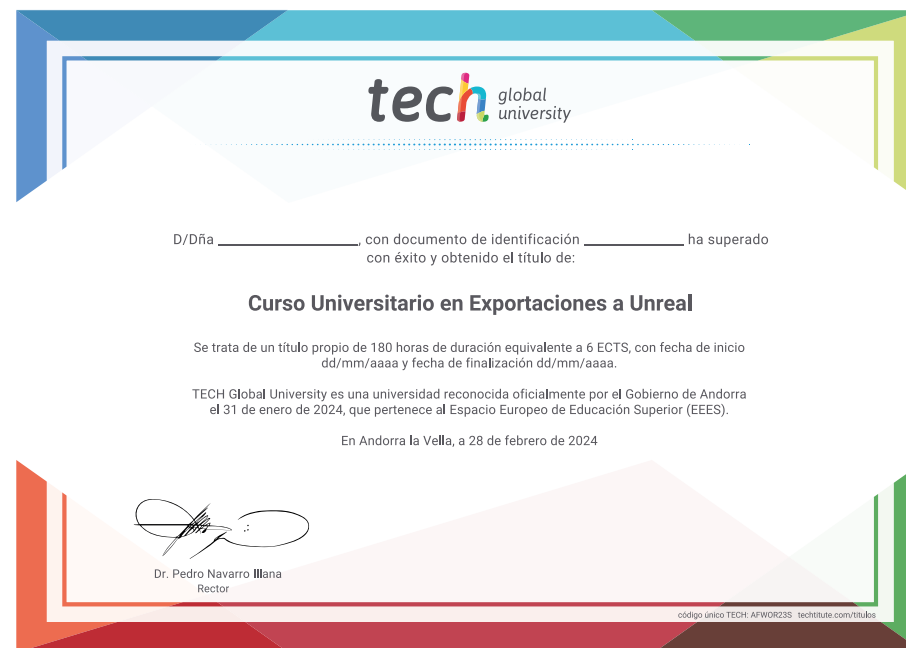 tech global university
D/Dña ____________________, con documento de identificación ______________ ha superado
con éxito y obtenido el título de:
Curso Universitario en Exportaciones a Unreal
Se trata de un título propio de 180 horas de duración equivalente a 6 ECTS, con fecha de inicio
dd/mm/aaaa y fecha de finalización dd/mm/aaaa.
TECH Global University es una universidad reconocida oficialmente por el Gobierno de Andorra
el 31 de enero de 2024, que pertenece al Espacio Europeo de Educación Superior (EEES).
En Andorra la Vella, a 28 de febrero de 2024
Dr. Pedro Navarro Illana
Rector
código único TECH: AFWOR23S techtitute.com/titulos